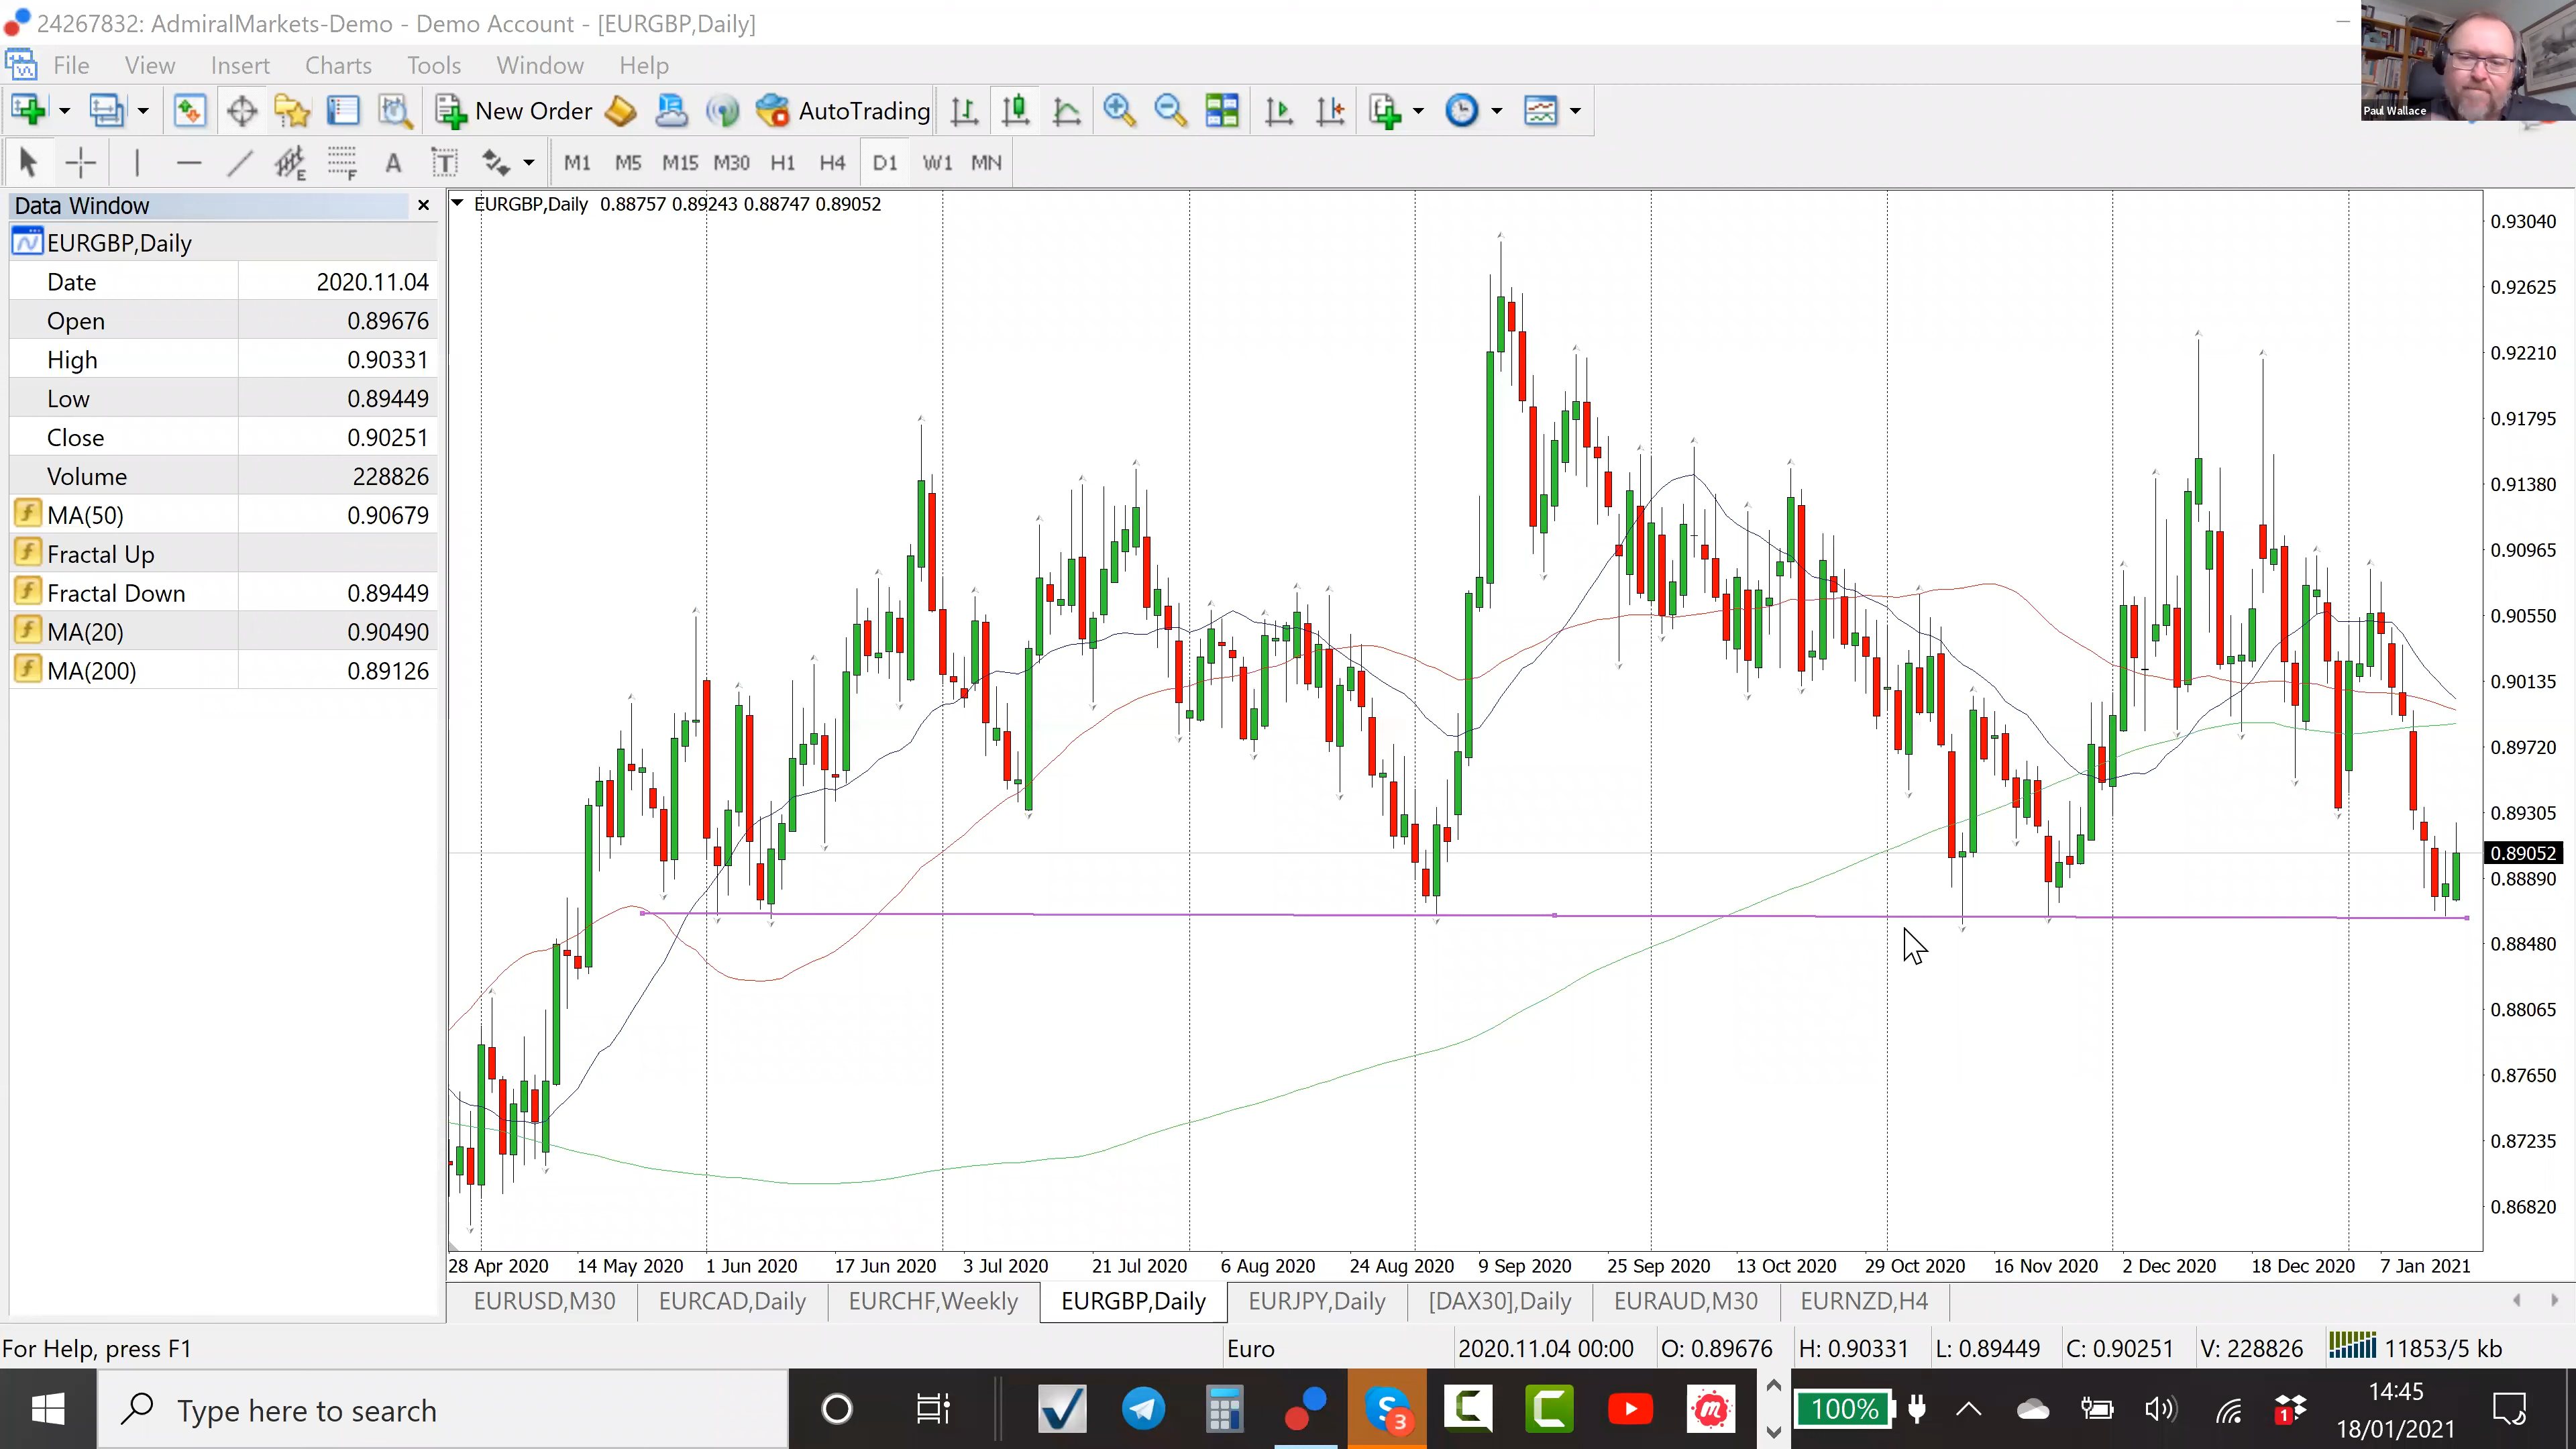 24267832: AdmiralMarkets-Demo - Demo Account - [EURGBP,Daily]
Paul Wallace
File View Insert Charts Tools Window Help
New Order AutoTrading
E F A T M1 M5 M15 M30 H1 H4 D1 W1 MN
Data Window
EURGBP,Daily
Date 2020.11.04
Open 0.89676
High 0.90331
Low 0.89449
Close 0.90251
Volume 228826
MA(50) 0.90679
Fractal Up
Fractal Down 0.89449
MA(20) 0.90490
MA(200) 0.89126
EURGBP,Daily 0.88757 0.89243 0.88747 0.89052
0.93040
0.92625
0.92210
0.91795
0.91380
0.90965
0.90550
0.90135
0.89720
0.89305
0.89052
0.88890
0.88480
0.88065
0.87650
0.87235
0.86820
28 Apr 2020 14 May 2020 1 Jun 2020 17 Jun 2020 3 Jul 2020 21 Jul 2020 6 Aug 2020 24 Aug 2020 9 Sep 2020 25 Sep 2020 13 Oct 2020 29 Oct 2020 16 Nov 2020 2 Dec 2020 18 Dec 2020 7 Jan 2021
EURUSD,M30 EURCAD,Daily EURCHF,Weekly EURGBP,Daily EURJPY,Daily [DAX30],Daily EURAUD,M30 EURNZD,H4
For Help, press F1 Euro 2020.11.04 00:00 O: 0.89676 H: 0.90331 L: 0.89449 C: 0.90251 V: 228826 11853/5 kb
Type here to search
S 3 C C m 100% 1
14:45
18/01/2021